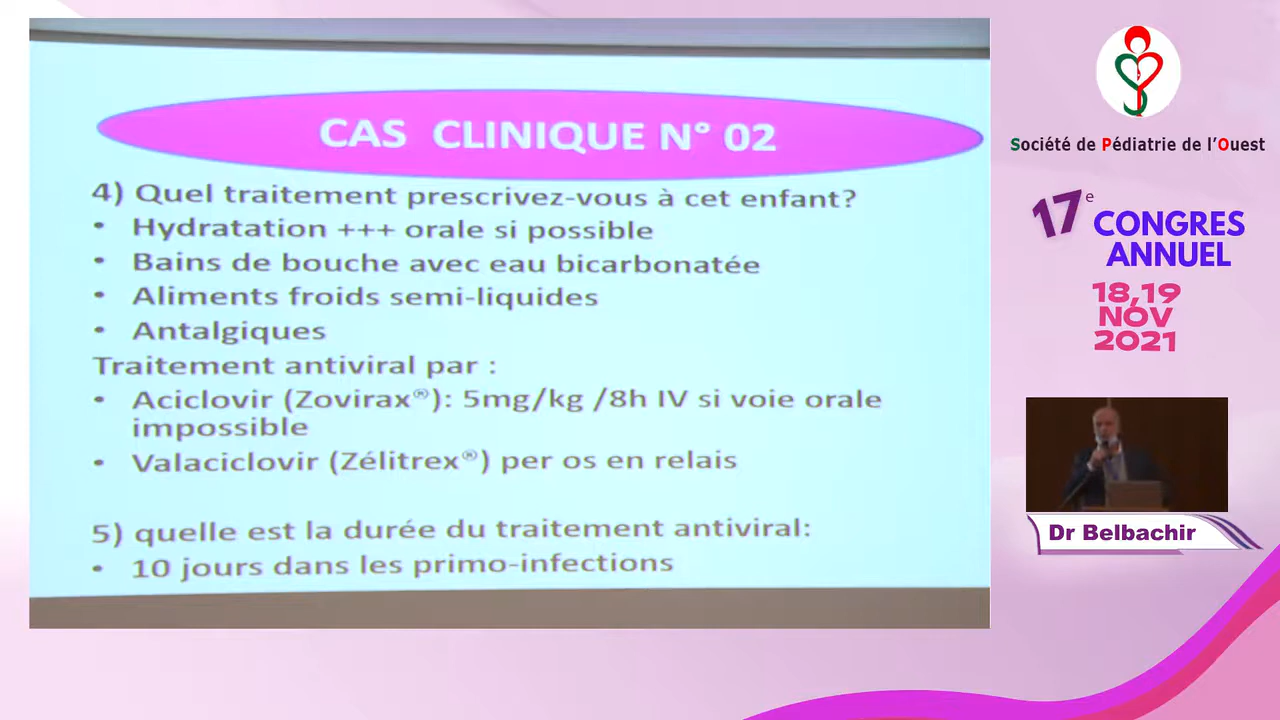 CAS CLINIQUE N° 02
4) Quel traitement prescrivez-vous à cet enfant?
• Hydratation +++ orale si possible
• Bains de bouche avec eau bicarbonatée
• Aliments froids semi-liquides
• Antalgiques
Traitement antiviral par :
• Aciclovir (Zovirax®): 5mg/kg /8h IV si voie orale
impossible
• Valaciclovir (Zélitrex®) per os en relais
5) quelle est la durée du traitement antiviral:
• 10 jours dans les primo-infections
Société de Pédiatrie de l'Ouest
17e
CONGRES
ANNUEL
18,19
NOV
2021
Dr Belbachir